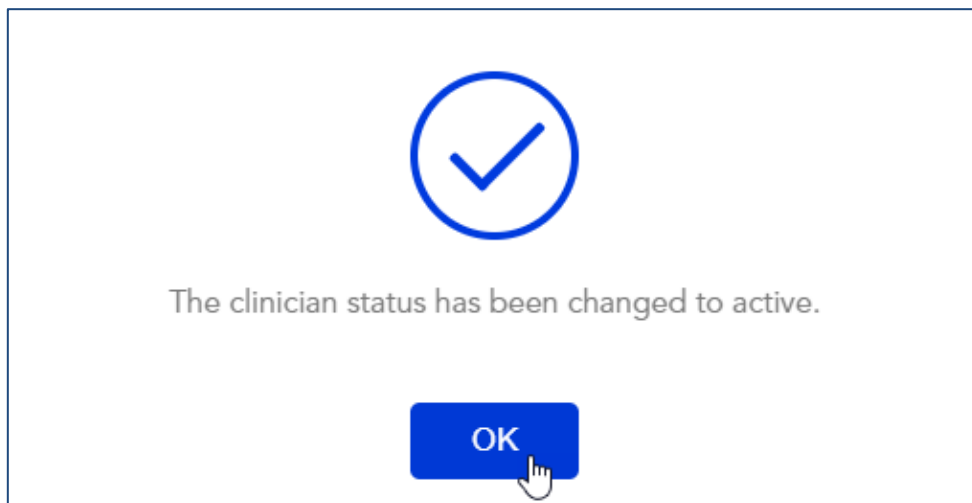 The clinician status has been changed to active.
OK